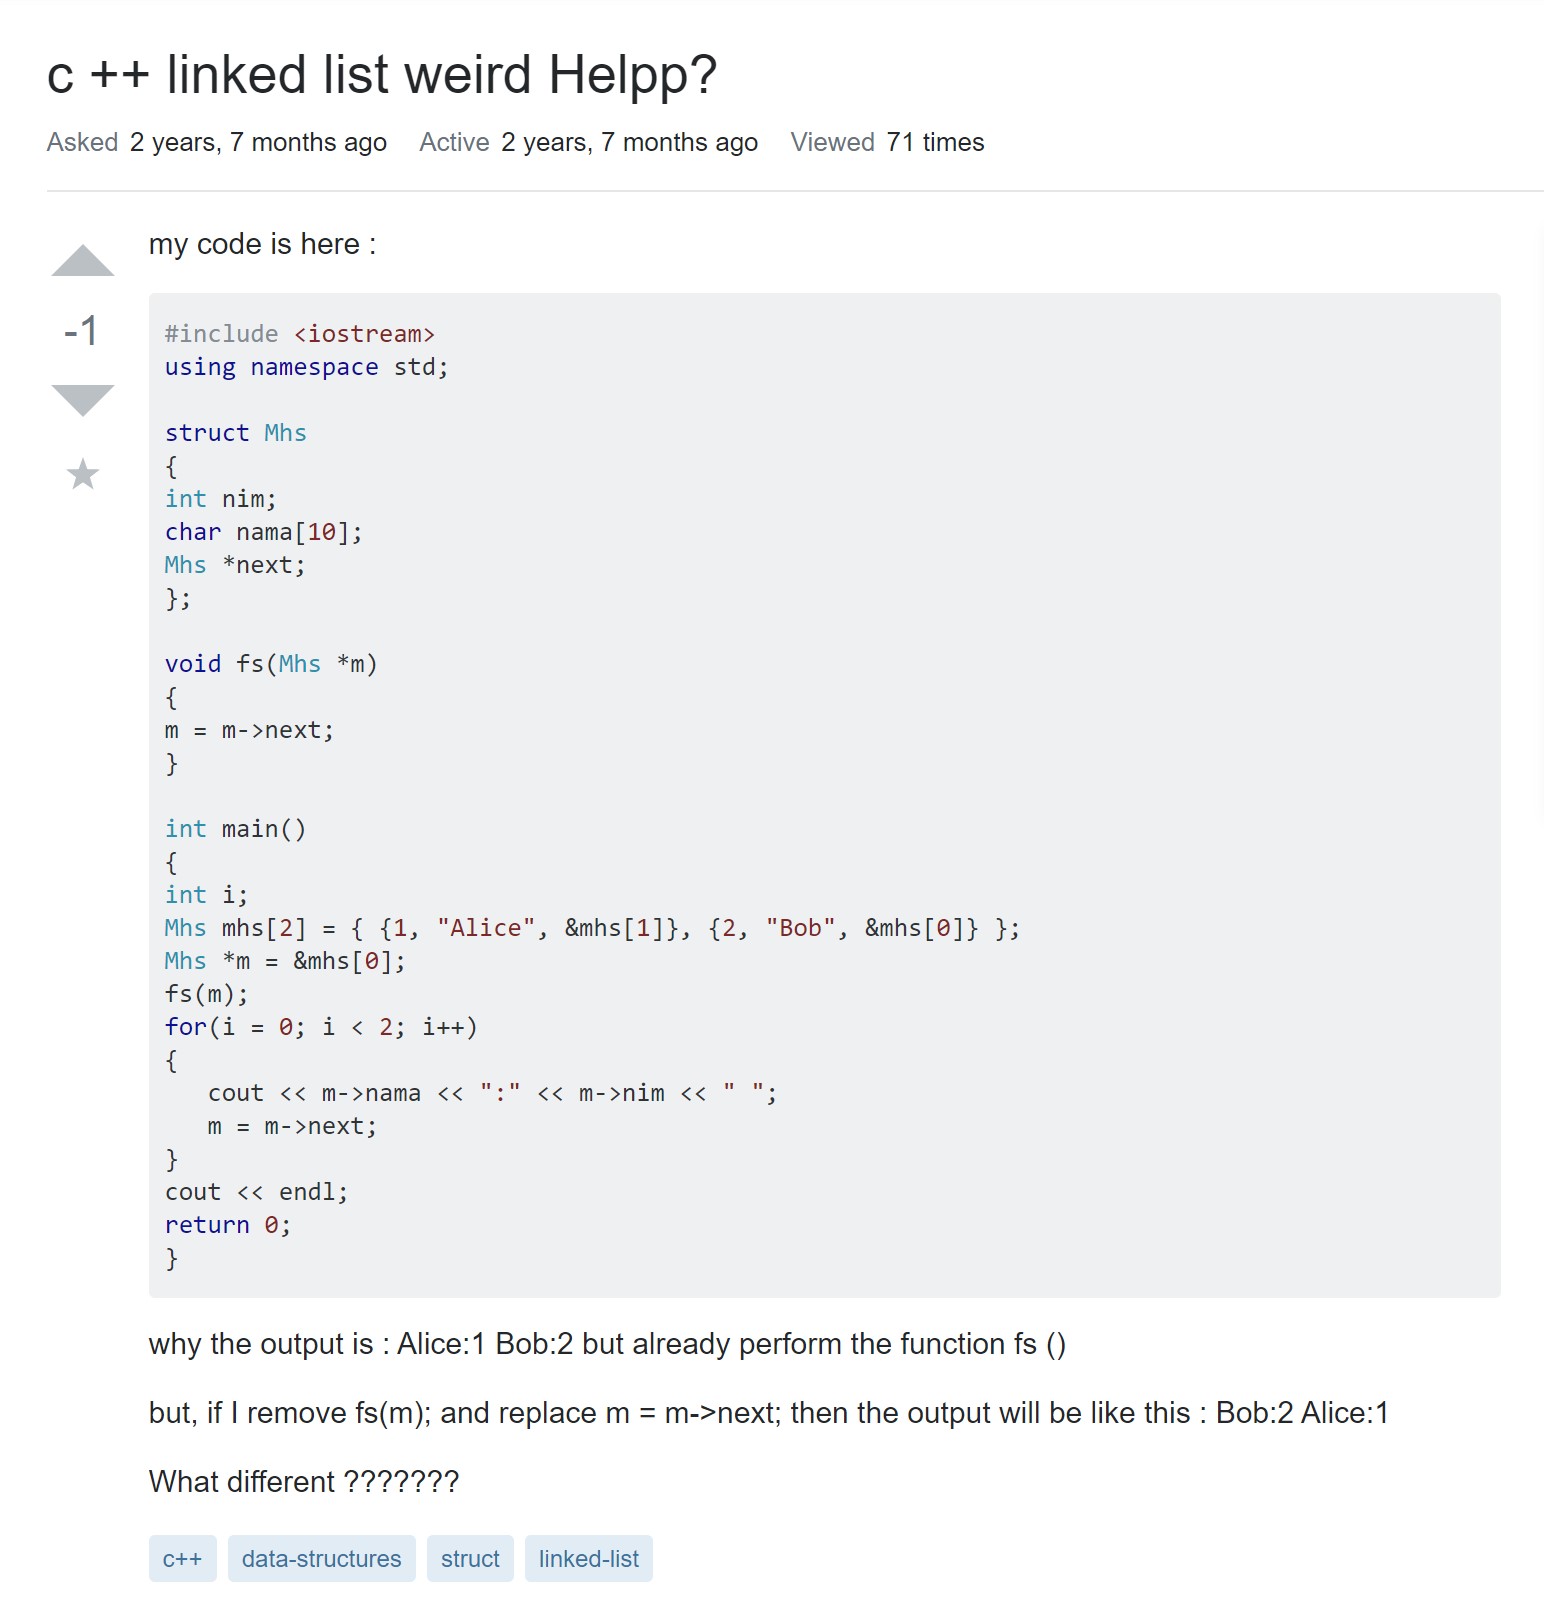 c ++ linked list weird Helpp?
Asked 2 years, 7 months ago Active 2 years, 7 months ago Viewed 71 times
my code is here :
-1
#include <iostream>
using namespace std;
struct Mhs
{
int nim;
char nama[10];
Mhs *next;
};
void fs(Mhs *m)
{
m = m->next;
}
int main()
{
int i;
Mhs mhs[2] = { {1, "Alice", &mhs[1]}, {2, "Bob", &mhs[0]} };
Mhs *m = &mhs[0];
fs(m);
for(i = 0; i < 2; i++)
{
   cout << m->nama << ":" << m->nim << " ";
   m = m->next;
}
cout << endl;
return 0;
}
why the output is : Alice:1 Bob:2 but already perform the function fs ()
but, if I remove fs(m); and replace m = m->next; then the output will be like this : Bob:2 Alice:1
What different ???????
c++ data-structures struct linked-list